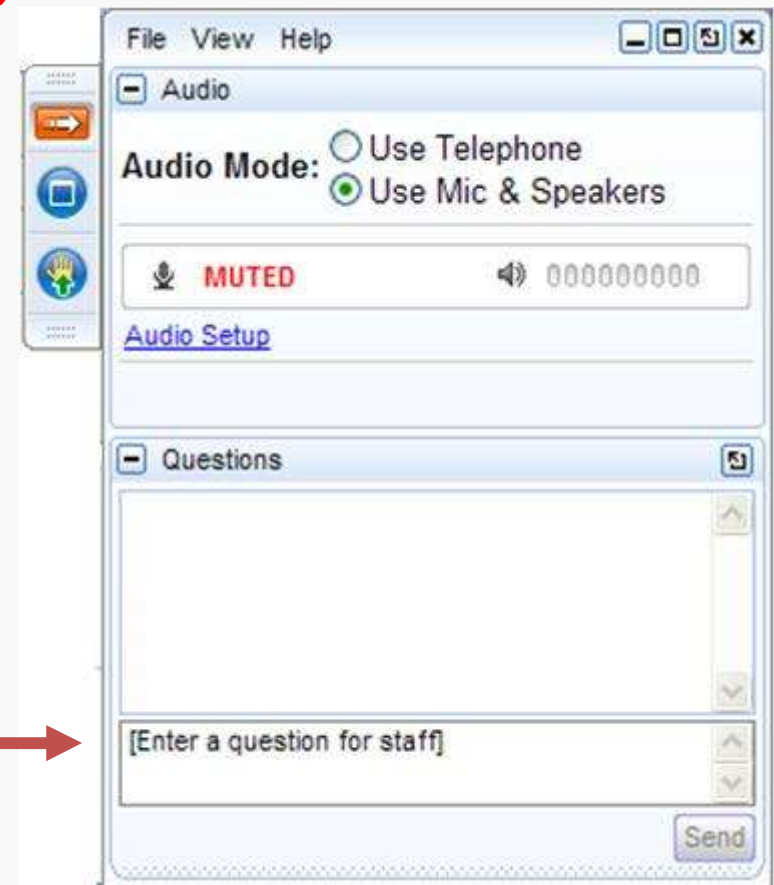 File View Help
Audio
Audio Mode:
Use Telephone
Use Mic & Speakers
MUTED 000000000
Audio Setup
Questions
[Enter a question for staff]
Send